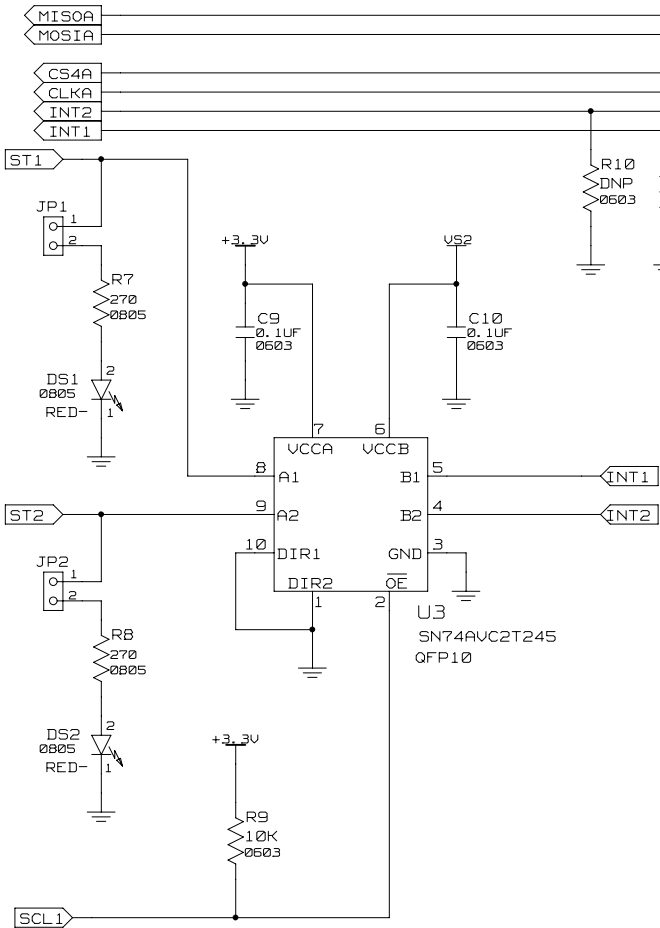 MISOA
MOSIA
CS4A
CLKA
INT2
INT1
ST1
R10
DNP
0603
JP1
1
2
R7
270
0805
DS1
0805
RED-
2
1
+3.3V
VS2
C9
0.1UF
0603
C10
0.1UF
0603
7
6
VCCA
VCCB
8
A1
B1
5
INT1
ST2
9
A2
B2
4
INT2
10
DIR1
GND
3
DIR2
OE
1
2
U3
SN74AVC2T245
QFP10
JP2
1
2
R8
270
0805
DS2
0805
RED-
2
1
+3.3V
R9
10K
0603
SCL1